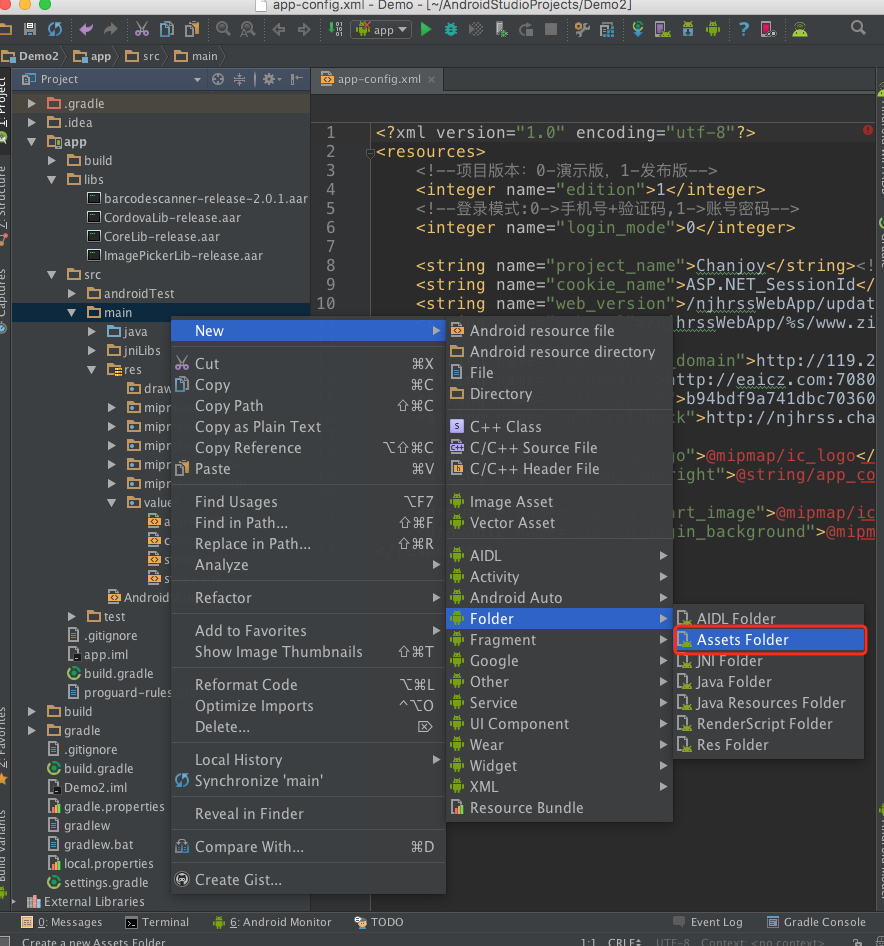 app-config.xml - Demo - [~/AndroidStudioProjects/Demo2]
app
Demo2 app src main
1: Project
Z: Structure
Captures
2: Favorites
Build Variants
Project
.gradle
.idea
app
build
libs
barcodescanner-release-2.0.1.aar
CordovaLib-release.aar
CoreLib-release.aar
ImagePickerLib-release.aar
src
androidTest
main
java
jniLibs
res
draw
mipr
mipr
mipr
mipr
mipr
value
a
c
s
s
Android
test
.gitignore
app.iml
build.gradle
proguard-rules
build
gradle
.gitignore
build.gradle
Demo2.iml
gradle.properties
gradlew
gradlew.bat
local.properties
settings.gradle
External Libraries
app-config.xml
1 <?xml version="1.0" encoding="utf-8"?>
2 <resources>
3 <!--项目版本: 0-演示版, 1-发布版-->
4 <integer name="edition">1</integer>
5 <!--登录模式:0->手机号+验证码,1->账号密码-->
6 <integer name="login_mode">0</integer>
7
8 <string name="project_name">Chanjoy</string><!
9 <string name="cookie_name">ASP.NET_SessionId</
10 <string name="web_version">/njhrssWebApp/updat
jhrssWebApp/%s/www.zi
domain">http://119.2
ttp://eaicz.com:7080
>b94bdf9a741dbc70360
k">http://njhrss.cha
o">@mipmap/ic_logo</
right">@string/app_co
art_image">@mipmap/ic
in_background">@mipm
New
Cut ⌘X
Copy ⌘C
Copy Path ⇧⌘C
Copy as Plain Text
Copy Reference ⌥⇧⌘C
Paste ⌘V
Find Usages ⌥F7
Find in Path... ⇧⌘F
Replace in Path... ⇧⌘R
Analyze
Refactor
Add to Favorites
Show Image Thumbnails ⇧⌘T
Reformat Code ⌥⌘L
Optimize Imports ^⌥O
Delete... ⌦
Local History
Synchronize 'main'
Reveal in Finder
Compare With... ⌘D
Create Gist...
Android resource file
Android resource directory
File
Directory
C++ Class
C/C++ Source File
C/C++ Header File
Image Asset
Vector Asset
AIDL
Activity
Android Auto
Folder
Fragment
Google
Other
Service
UI Component
Wear
Widget
XML
Resource Bundle
AIDL Folder
Assets Folder
JNI Folder
Java Folder
Java Resources Folder
RenderScript Folder
Res Folder
0: Messages Terminal 6: Android Monitor TODO Event Log Gradle Console
Create a new Assets Folder 1:1 CRLF UTF-8 Context: <no context>